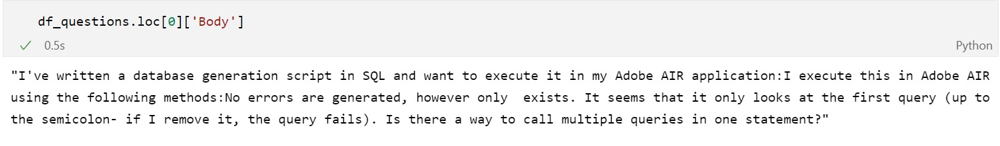 df_questions.loc[0]['Body']
✓ 0.5s Python
"I've written a database generation script in SQL and want to execute it in my Adobe AIR application:I execute this in Adobe AIR
using the following methods:No errors are generated, however only  exists. It seems that it only looks at the first query (up to
the semicolon- if I remove it, the query fails). Is there a way to call multiple queries in one statement?"